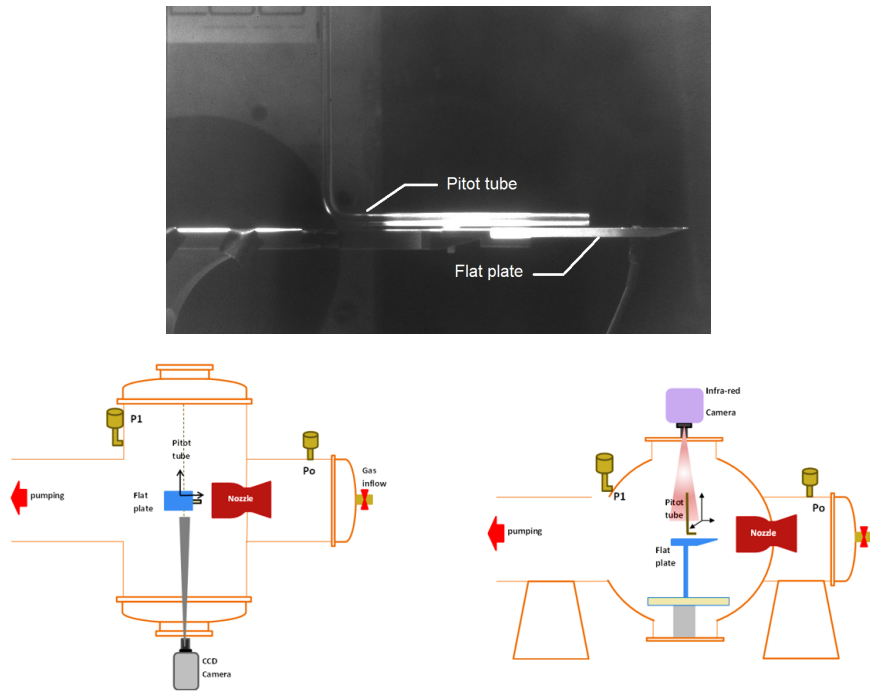 Pitot tube
Flat plate
P1
Pitot
tube
Po
Gas
inflow
pumping
Flat
plate
Nozzle
CCD
Camera
Infra-red
Camera
P1
Pitot
tube
Po
pumping
Nozzle
Flat
plate